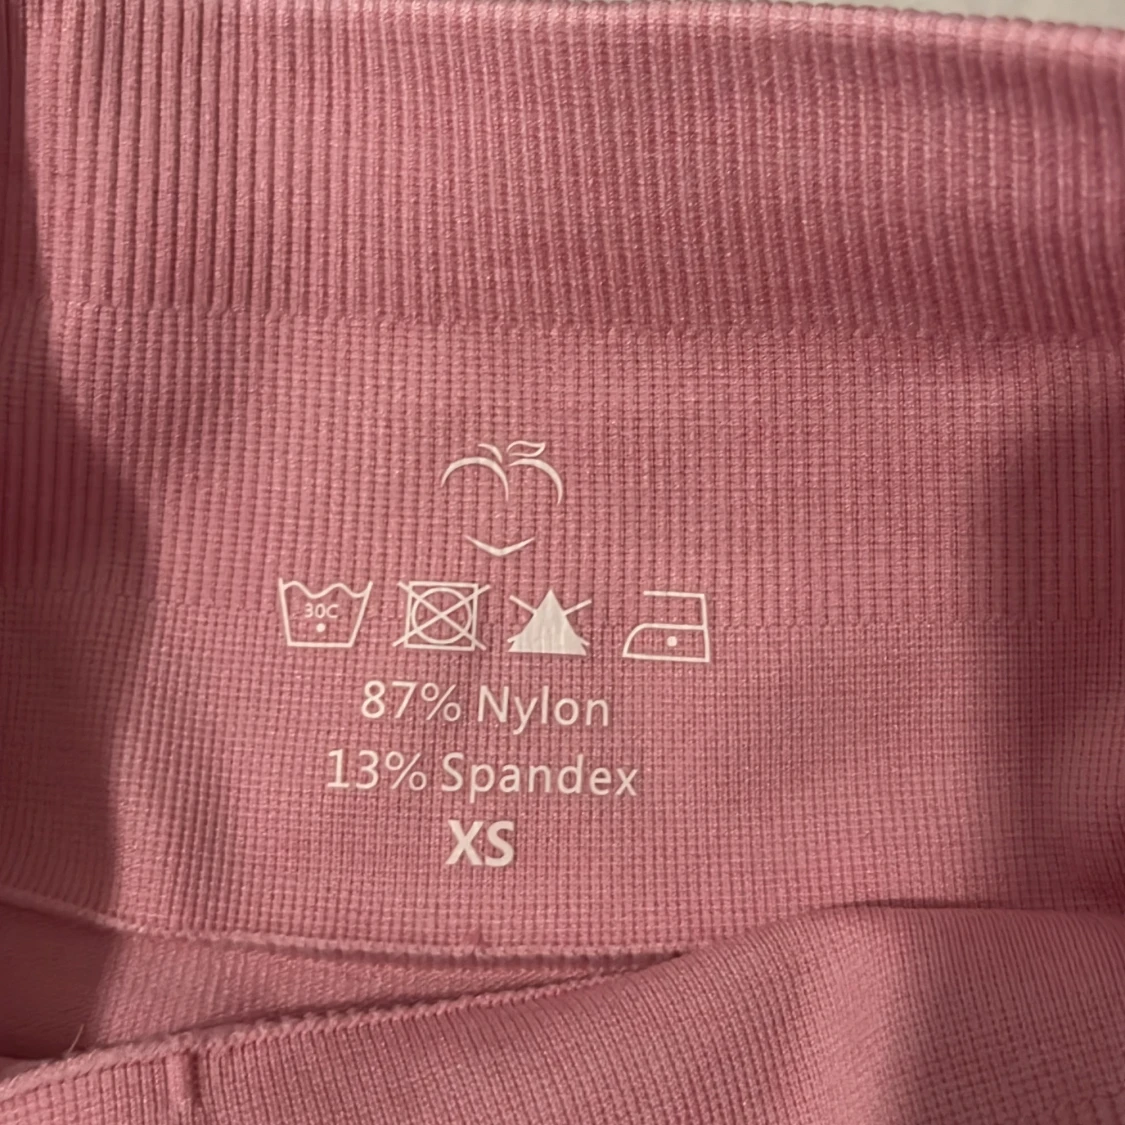 30C
87% Nylon
13% Spandex
XS